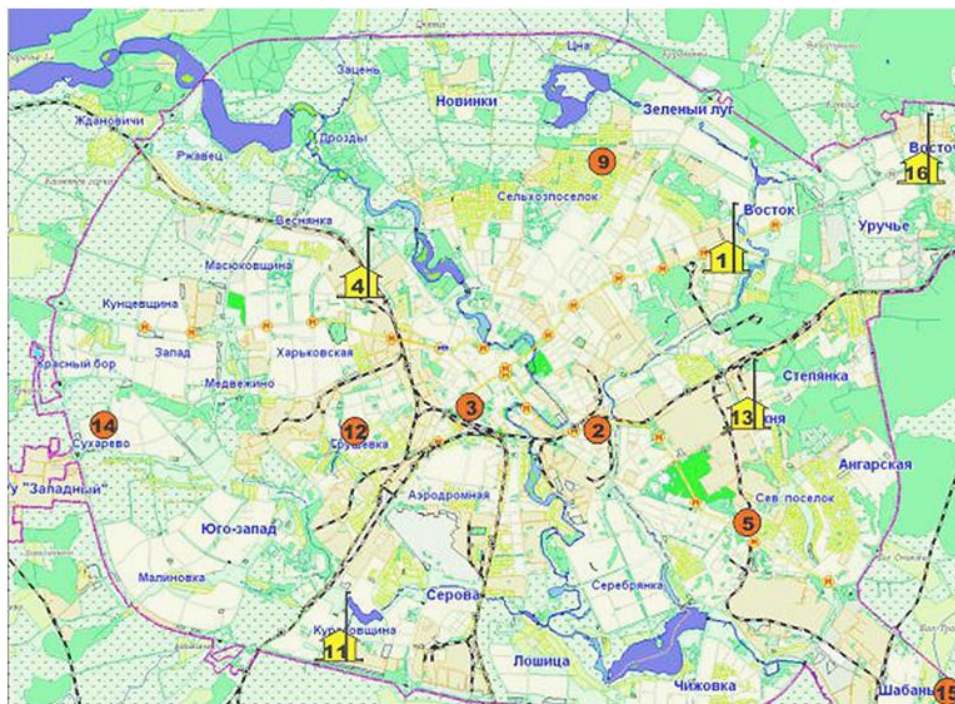 Цна
Зацень
Новинки
Зеленый луг
Ждановичи
Дрозды
Ржавец
9
Восточ
16
Сельхозпоселок
Веснянка
Восток
Уручье
1
Масюковщина
4
Кунцевщина
Запад
Харьковская
Красный бор
Медвежино
Степянка
3
14
12
2
13
Сухарево
Грушевка
Ангарская
"Западный"
Аэродромная
Сев. поселок
5
Юго-запад
Малиновка
Серова
Серебрянка
11
Лошица
Чижовка
Шабаны
15